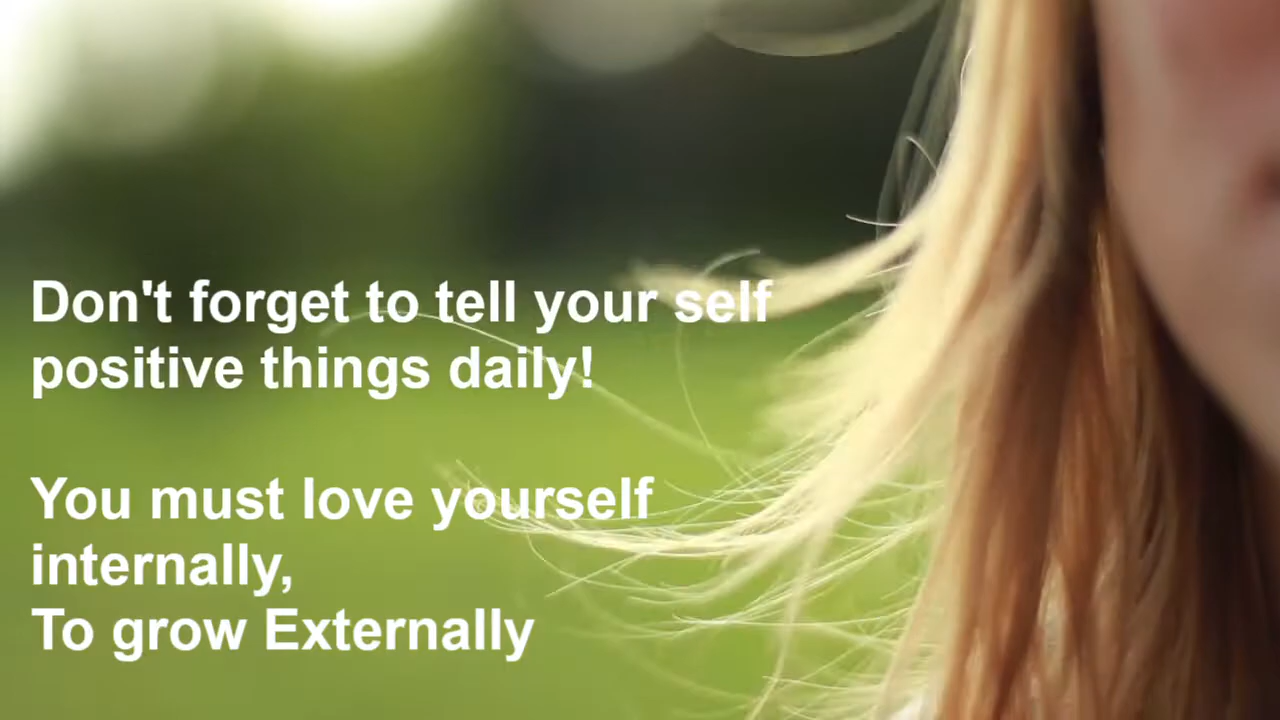 Don't forget to tell your self
positive things daily!
You must love yourself
internally,
To grow Externally